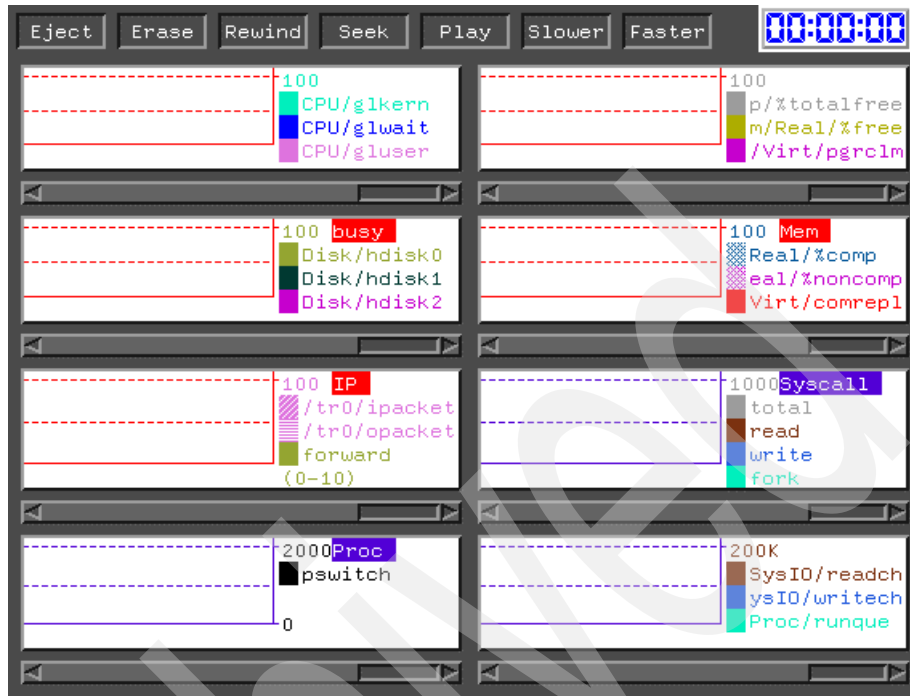 Eject Erase Rewind Seek Play Slower Faster 00:00:00
100
CPU/glkern
CPU/glwait
CPU/gluser
100
p/%totalfree
m/Real/%free
/Virt/pgrclm
100 busy
Disk/hdisk0
Disk/hdisk1
Disk/hdisk2
100 Mem
Real/%comp
eal/%noncomp
Virt/comrepl
100 IP
/tr0/ipacket
/tr0/opacket
forward
(0-10)
1000 Syscall
total
read
write
fork
2000 Proc
pswitch
0
200K
SysIO/readch
ysIO/writech
Proc/runque